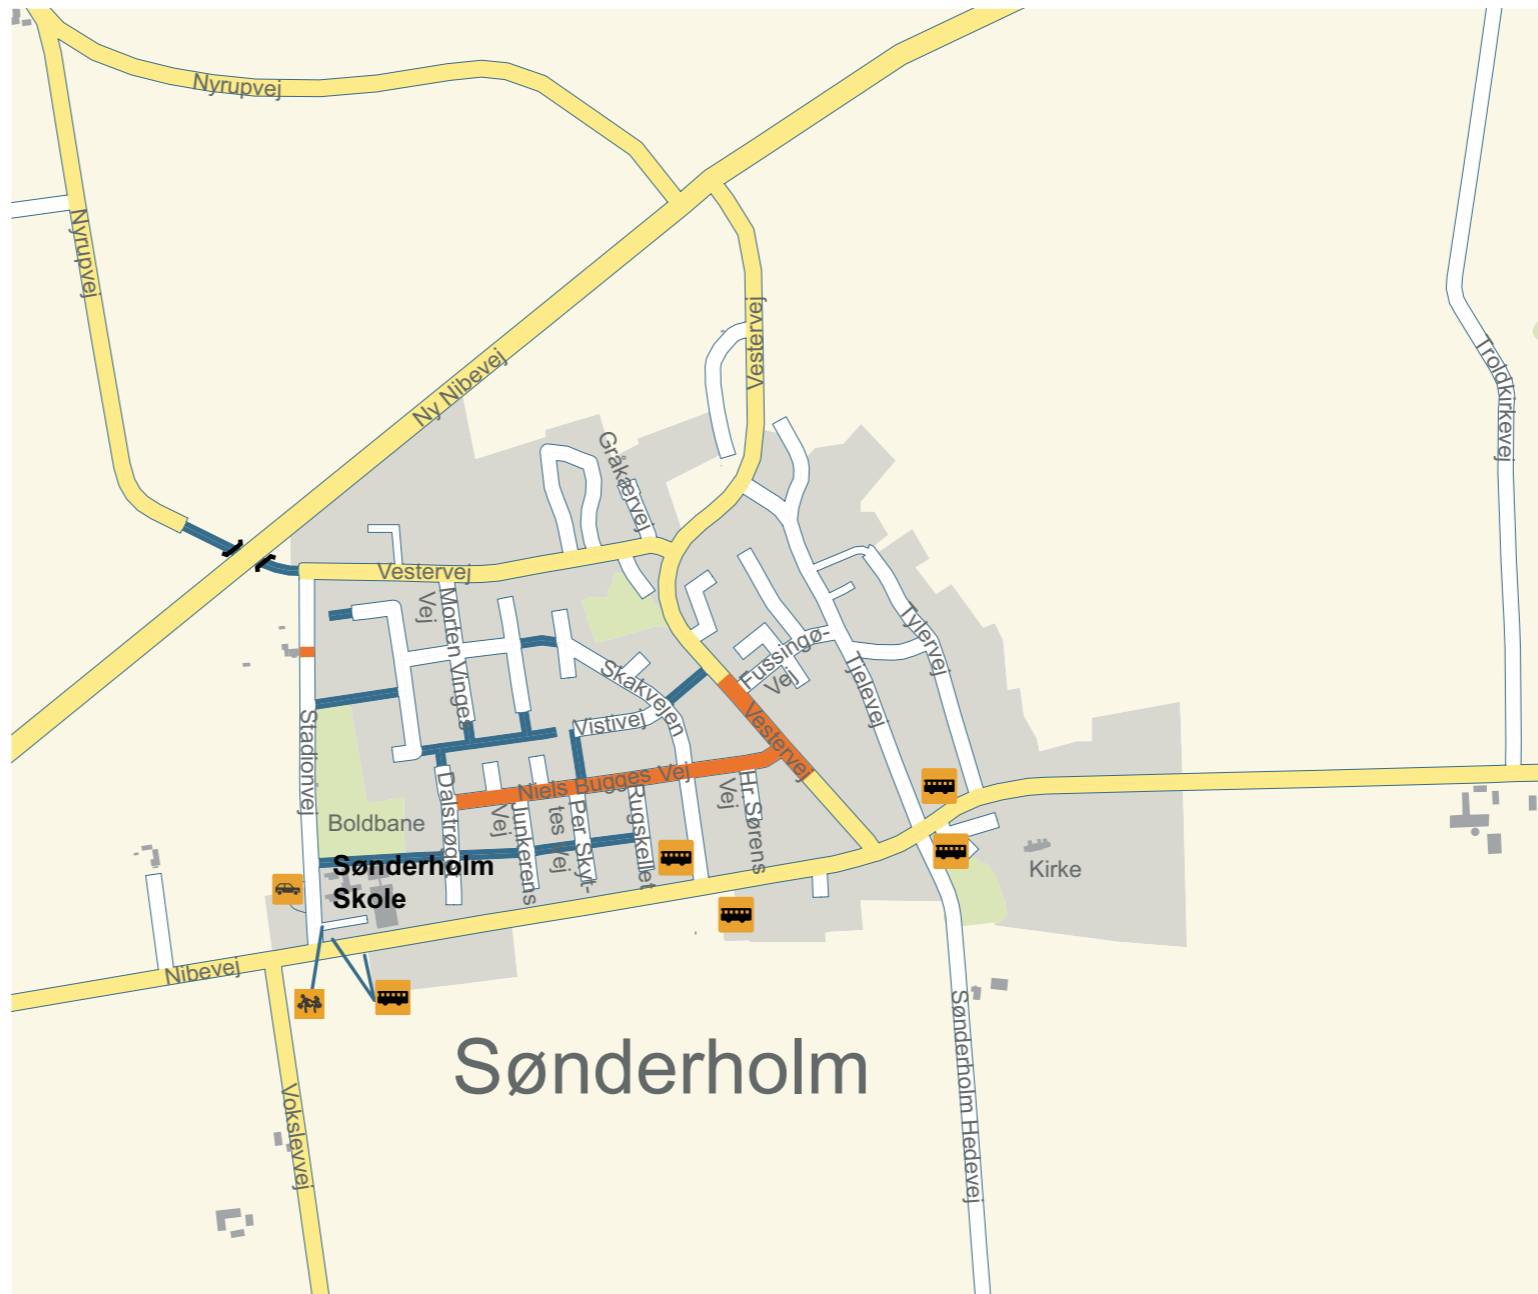 Nyrupvej
Nyrupvej
Ny Nibevej
Vestervej
Troldkirkevej
Gråkærvej
Vestervej
Morten Vinges
Vej
Skakvejen
Fussingø-
Vej
Tylervej
Tjelevej
Stadionvej
Vistivej
Vestervej
Niels Bugges Vej
Dalstrøget
Junkerens
Vej
Per Skyt-
tes Vej
Rugskellet
Hr. Sørens
Vej
Boldbane
Sønderholm
Skole
Kirke
Nibevej
Sønderholm Hedevej
Sønderholm
Vokslevvej